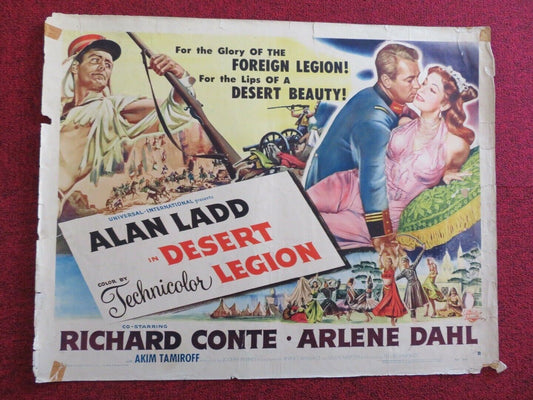 For the Glory OF THE
FOREIGN LEGION!
For the Lips OF A
DESERT BEAUTY!
UNIVERSAL-INTERNATIONAL presents
ALAN LADD
IN DESERT
LEGION
COLOR BY
Technicolor
CO-STARRING
RICHARD CONTE · ARLENE DAHL
AKIM TAMIROFF